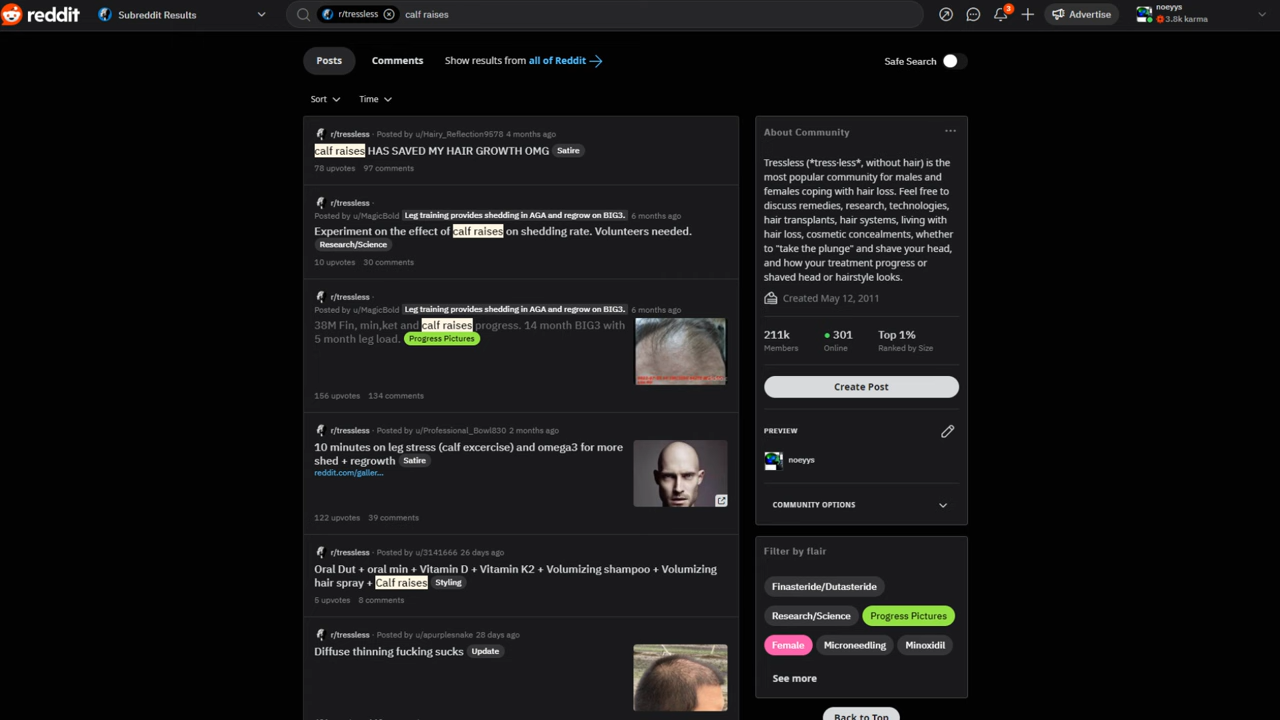 reddit
Subreddit Results
r/tressless
calf raises
3
Advertise
noeyys
3.8k karma
Posts
Comments
Show results from all of Reddit
Safe Search
Sort
Time
r/tressless · Posted by u/Hairy_Reflection9578 4 months ago
calf raises HAS SAVED MY HAIR GROWTH OMG Satire
78 upvotes 97 comments
r/tressless ·
Posted by u/MagicBold Leg training provides shedding in AGA and regrow on BIG3. 6 months ago
Experiment on the effect of calf raises on shedding rate. Volunteers needed.
Research/Science
10 upvotes 30 comments
r/tressless ·
Posted by u/MagicBold Leg training provides shedding in AGA and regrow on BIG3. 6 months ago
38M Fin, min,ket and calf raises progress. 14 month BIG3 with
5 month leg load. Progress Pictures
156 upvotes 134 comments
r/tressless · Posted by u/Professional_Bowl830 2 months ago
10 minutes on leg stress (calf excercise) and omega3 for more
shed + regrowth Satire
reddit.com/galler...
122 upvotes 39 comments
r/tressless · Posted by u/3141666 26 days ago
Oral Dut + oral min + Vitamin D + Vitamin K2 + Volumizing shampoo + Volumizing
hair spray + Calf raises Styling
5 upvotes 8 comments
r/tressless · Posted by u/apurplesnake 28 days ago
Diffuse thinning fucking sucks Update
About Community
Tressless (*tress·less*, without hair) is the
most popular community for males and
females coping with hair loss. Feel free to
discuss remedies, research, technologies,
hair transplants, hair systems, living with
hair loss, cosmetic concealments, whether
to “take the plunge” and shave your head,
and how your treatment progress or
shaved head or hairstyle looks.
Created May 12, 2011
211k 301 Top 1%
Members Online Ranked by Size
Create Post
PREVIEW
noeyys
COMMUNITY OPTIONS
Filter by flair
Finasteride/Dutasteride
Research/Science Progress Pictures
Female Microneedling Minoxidil
See more
Back to Top